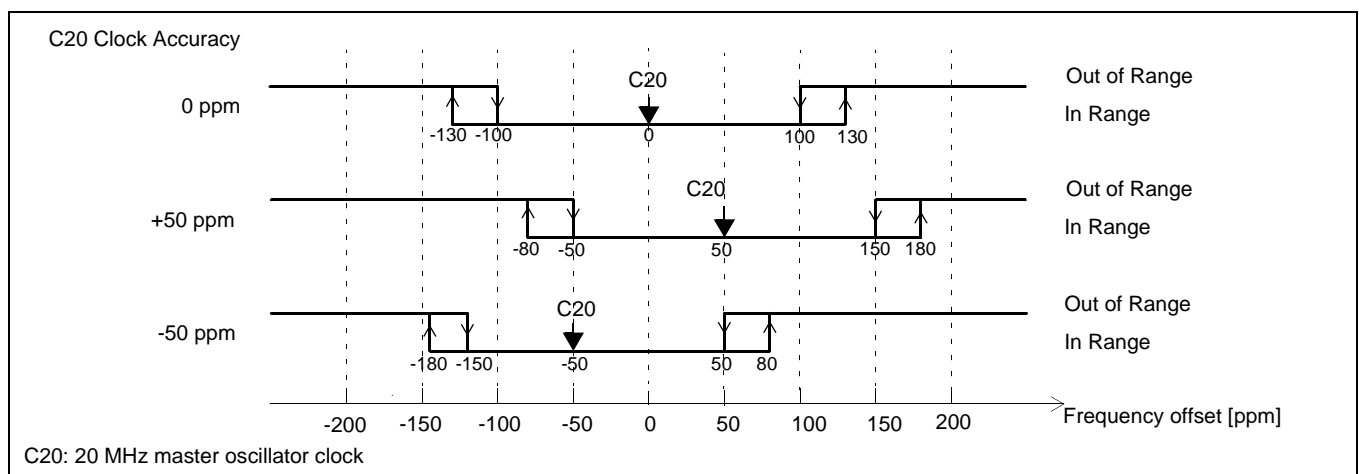 C20 Clock Accuracy
C20
Out of Range
0 ppm
In Range
-130 -100 0 100 130
C20
Out of Range
+50 ppm
In Range
-80 -50 50 150 180
C20
Out of Range
-50 ppm
In Range
-180 -150 -50 50 80
-200 -150 -100 -50 0 50 100 150 200
Frequency offset [ppm]
C20: 20 MHz master oscillator clock